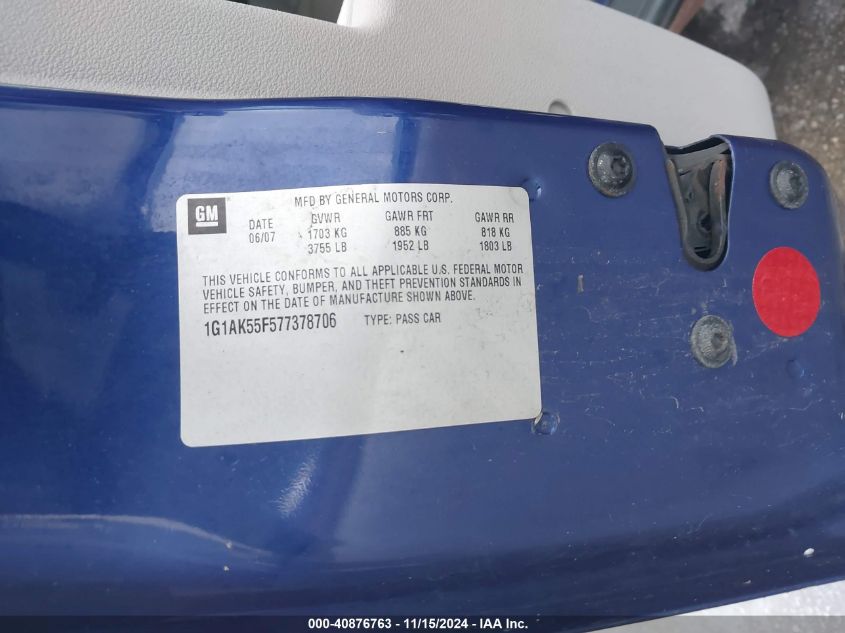 GM
MFD BY GENERAL MOTORS CORP.
DATE GVWR GAWR FRT GAWR RR
06/07 1703 KG 885 KG 818 KG
3755 LB 1952 LB 1803 LB
THIS VEHICLE CONFORMS TO ALL APPLICABLE U.S. FEDERAL MOTOR
VEHICLE SAFETY, BUMPER, AND THEFT PREVENTION STANDARDS IN
EFFECT ON THE DATE OF MANUFACTURE SHOWN ABOVE.
1G1AK55F577378706 TYPE: PASS CAR
000-40876763 - 11/15/2024 - IAA Inc.